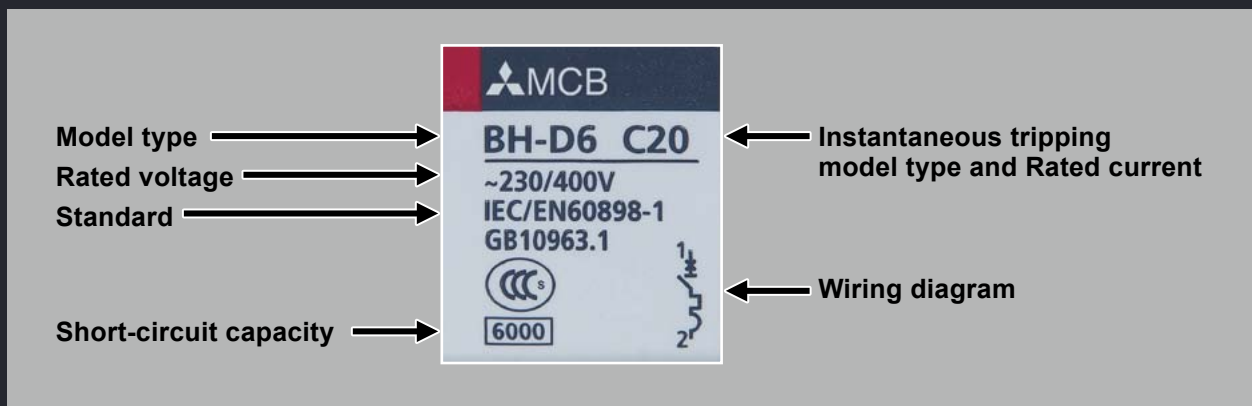 MCB
Model type
BH-D6 C20
Instantaneous tripping
model type and Rated current
Rated voltage
~230/400V
Standard
IEC/EN60898-1
GB10963.1
1
CCC S
Wiring diagram
Short-circuit capacity
6000
2